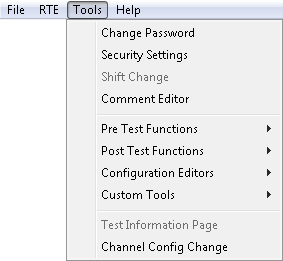 File RTE Tools Help
Change Password
Security Settings
Shift Change
Comment Editor
Pre Test Functions
Post Test Functions
Configuration Editors
Custom Tools
Test Information Page
Channel Config Change